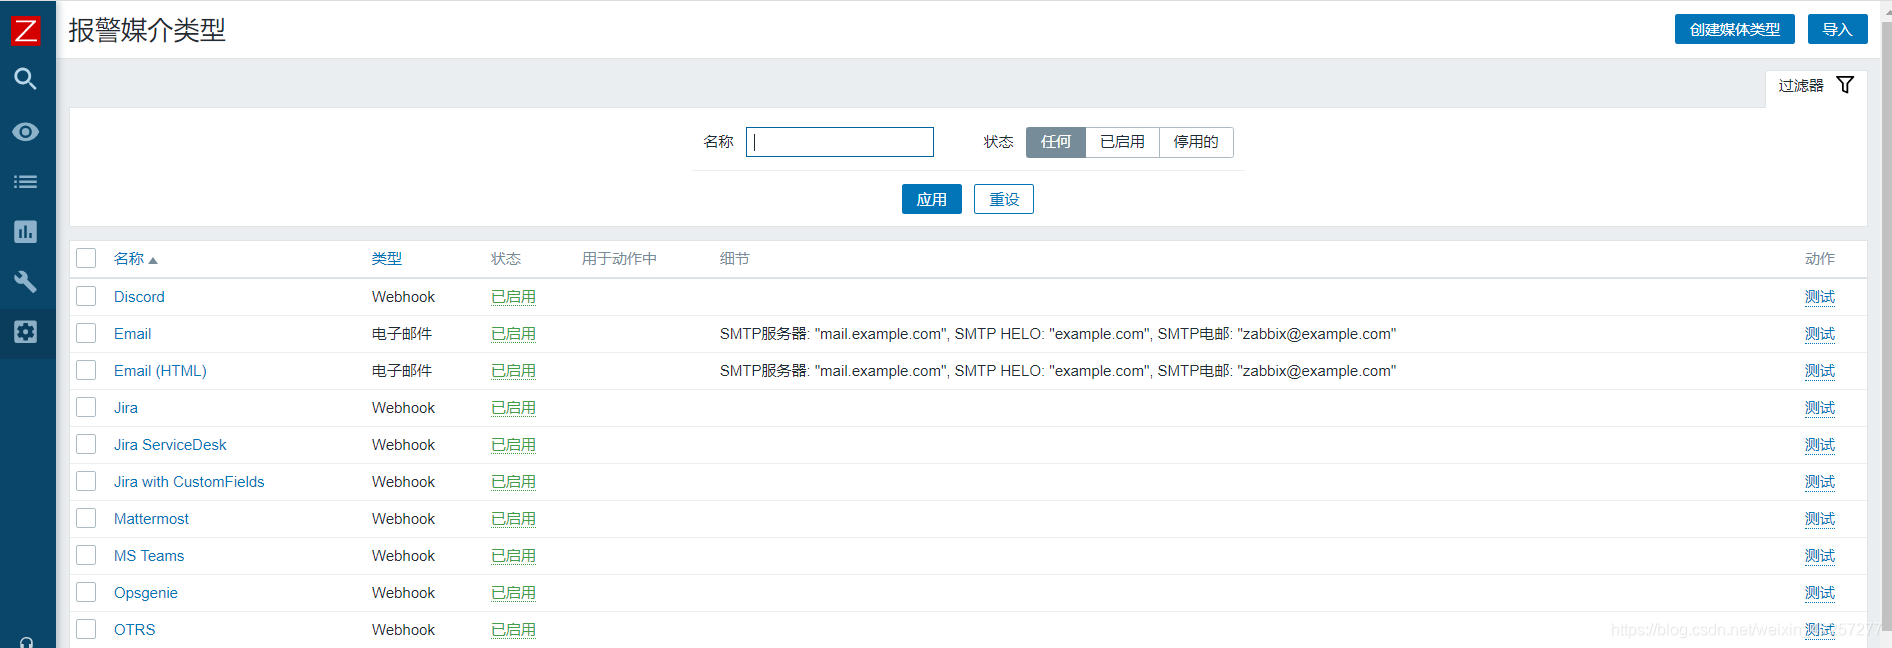 Z
报警媒介类型
创建媒体类型 导入
过滤器
名称 状态 任何 已启用 停用的
应用 重设
名称 类型 状态 用于动作中 细节 动作
Discord Webhook 已启用 测试
Email 电子邮件 已启用 SMTP服务器: "mail.example.com", SMTP HELO: "example.com", SMTP电邮: "zabbix@example.com" 测试
Email (HTML) 电子邮件 已启用 SMTP服务器: "mail.example.com", SMTP HELO: "example.com", SMTP电邮: "zabbix@example.com" 测试
Jira Webhook 已启用 测试
Jira ServiceDesk Webhook 已启用 测试
Jira with CustomFields Webhook 已启用 测试
Mattermost Webhook 已启用 测试
MS Teams Webhook 已启用 测试
Opsgenie Webhook 已启用 测试
OTRS Webhook 已启用 测试